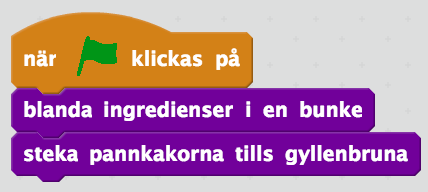 när klickas på
blanda ingredienser i en bunke
steka pannkakorna tills gyllenbruna